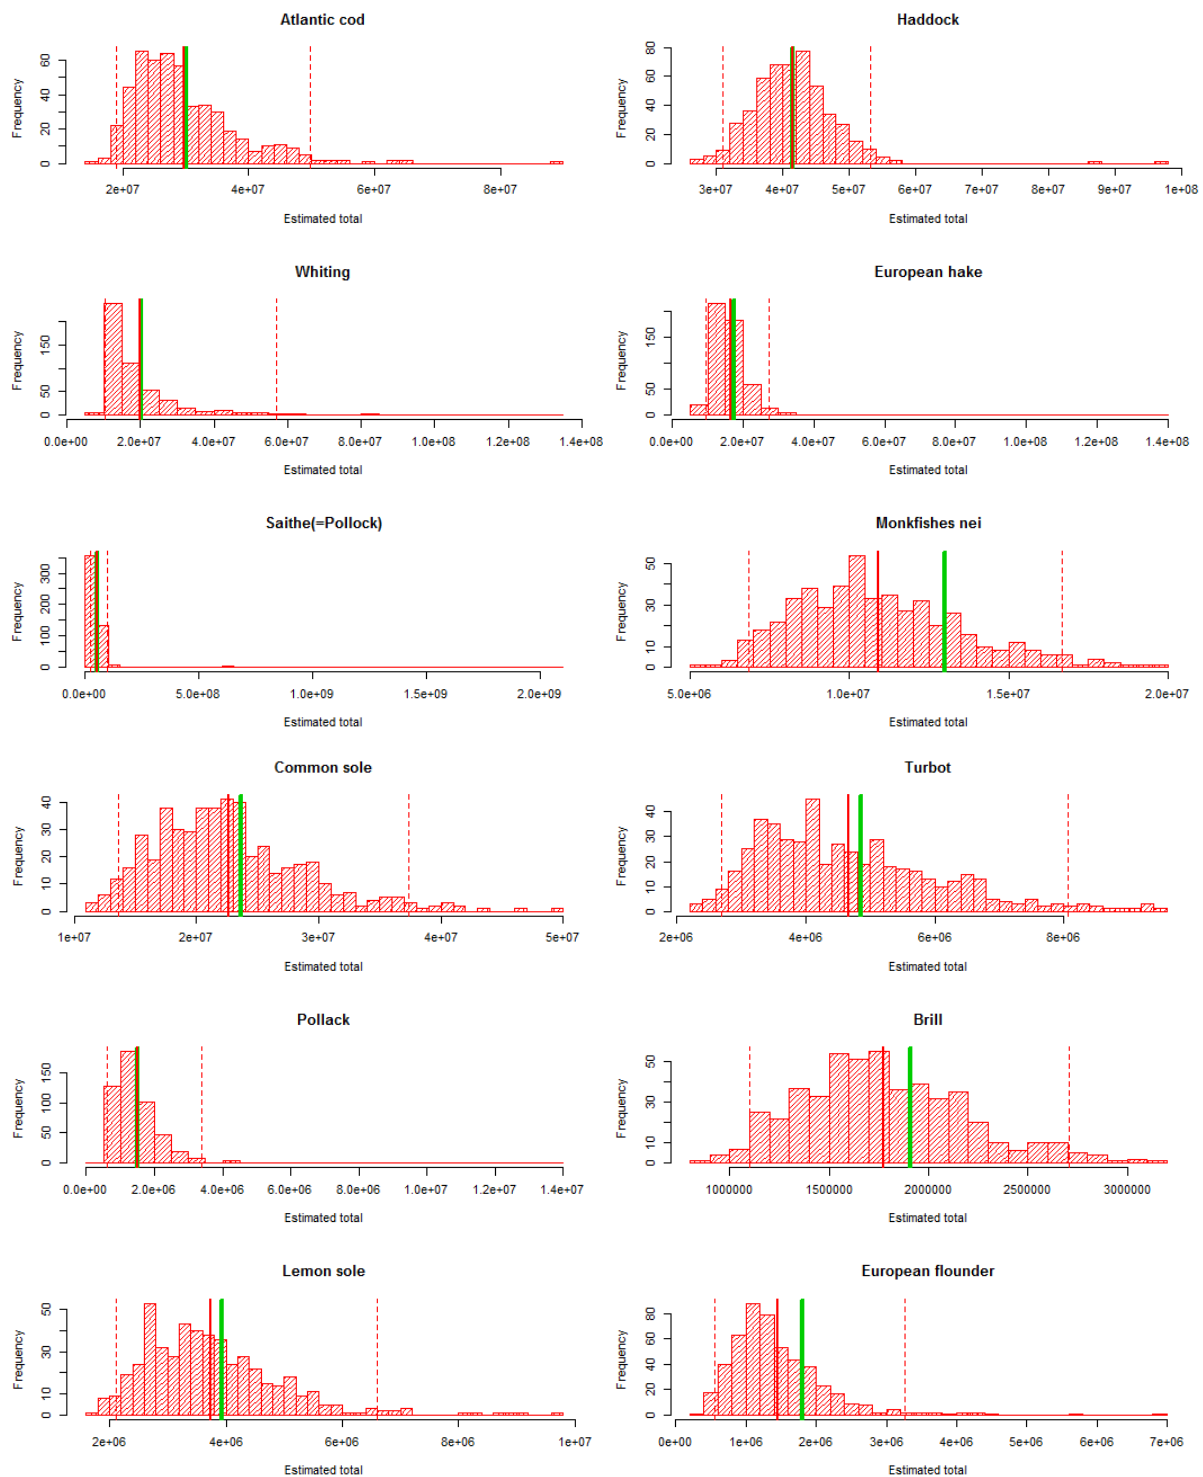 Atlantic cod
Frequency
0 20 40 60
2e+07 4e+07 6e+07 8e+07
Estimated total
Haddock
Frequency
0 20 40 60 80
3e+07 4e+07 5e+07 6e+07 7e+07 8e+07 9e+07 1e+08
Estimated total
Whiting
Frequency
0 50 150
0.0e+00 2.0e+07 4.0e+07 6.0e+07 8.0e+07 1.0e+08 1.2e+08 1.4e+08
Estimated total
European hake
Frequency
0 50 150
0.0e+00 2.0e+07 4.0e+07 6.0e+07 8.0e+07 1.0e+08 1.2e+08 1.4e+08
Estimated total
Saithe(=Pollock)
Frequency
0 100 200 300
0.0e+00 5.0e+08 1.0e+09 1.5e+09 2.0e+09
Estimated total
Monkfishes nei
Frequency
0 10 30 50
5.0e+06 1.0e+07 1.5e+07 2.0e+07
Estimated total
Common sole
Frequency
0 10 20 30 40
1e+07 2e+07 3e+07 4e+07 5e+07
Estimated total
Turbot
Frequency
0 10 20 30 40
2e+06 4e+06 6e+06 8e+06
Estimated total
Pollack
Frequency
0 50 100 150
0.0e+00 2.0e+06 4.0e+06 6.0e+06 8.0e+06 1.0e+07 1.2e+07 1.4e+07
Estimated total
Brill
Frequency
0 10 30 50
1000000 1500000 2000000 2500000 3000000
Estimated total
Lemon sole
Frequency
0 10 30 50
2e+06 4e+06 6e+06 8e+06 1e+07
Estimated total
European flounder
Frequency
0 20 40 60 80
0e+00 1e+06 2e+06 3e+06 4e+06 5e+06 6e+06 7e+06
Estimated total